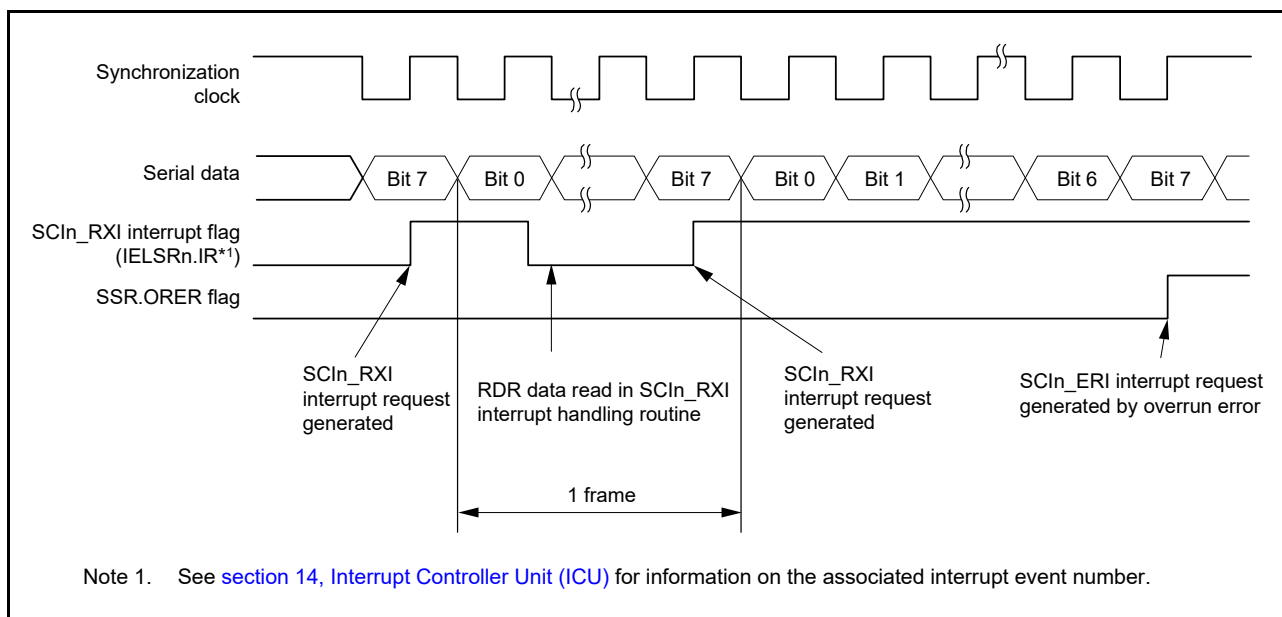 Synchronization
clock
Serial data
Bit 7
Bit 0
Bit 7
Bit 0
Bit 1
Bit 6
Bit 7
SCIn_RXI interrupt flag
(IELSRn.IR*1)
SSR.ORER flag
SCIn_RXI
interrupt request
generated
RDR data read in SCIn_RXI
interrupt handling routine
SCIn_RXI
interrupt request
generated
SCIn_ERI interrupt request
generated by overrun error
1 frame
Note 1. See section 14, Interrupt Controller Unit (ICU) for information on the associated interrupt event number.